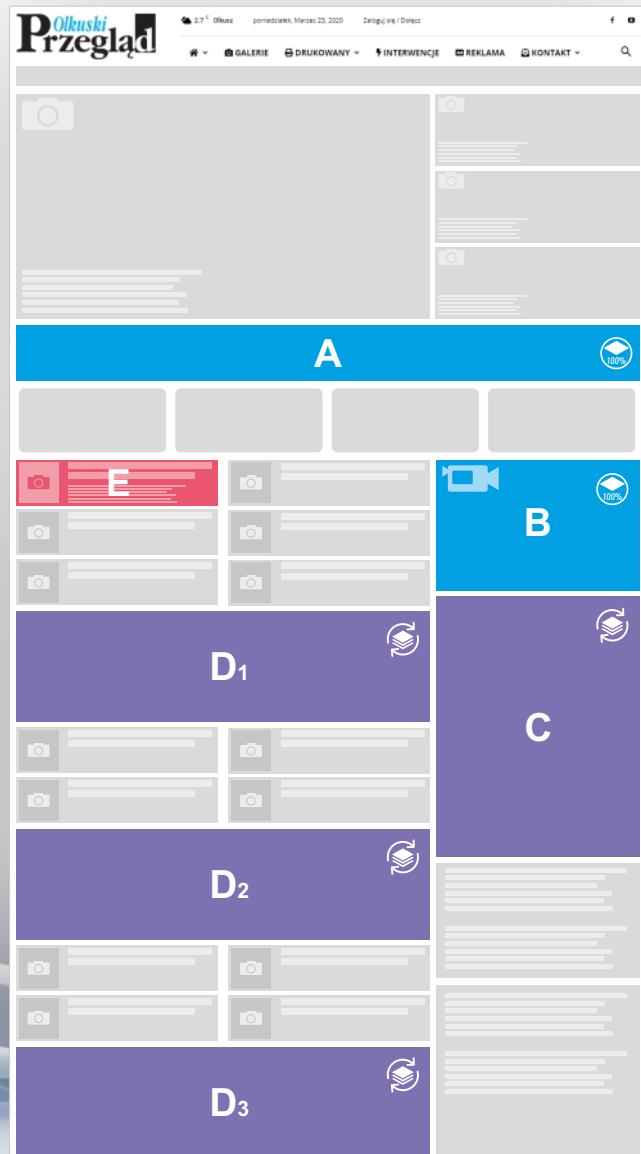 Olkuski
Przegląd
2.7 C Olkusz poniedziałek, Marzec 23, 2020 Zaloguj się / Dołącz
GALERIE DRUKOWANY INTERWENCJE REKLAMA KONTAKT
A
100%
E
B
100%
D1
C
D2
D3